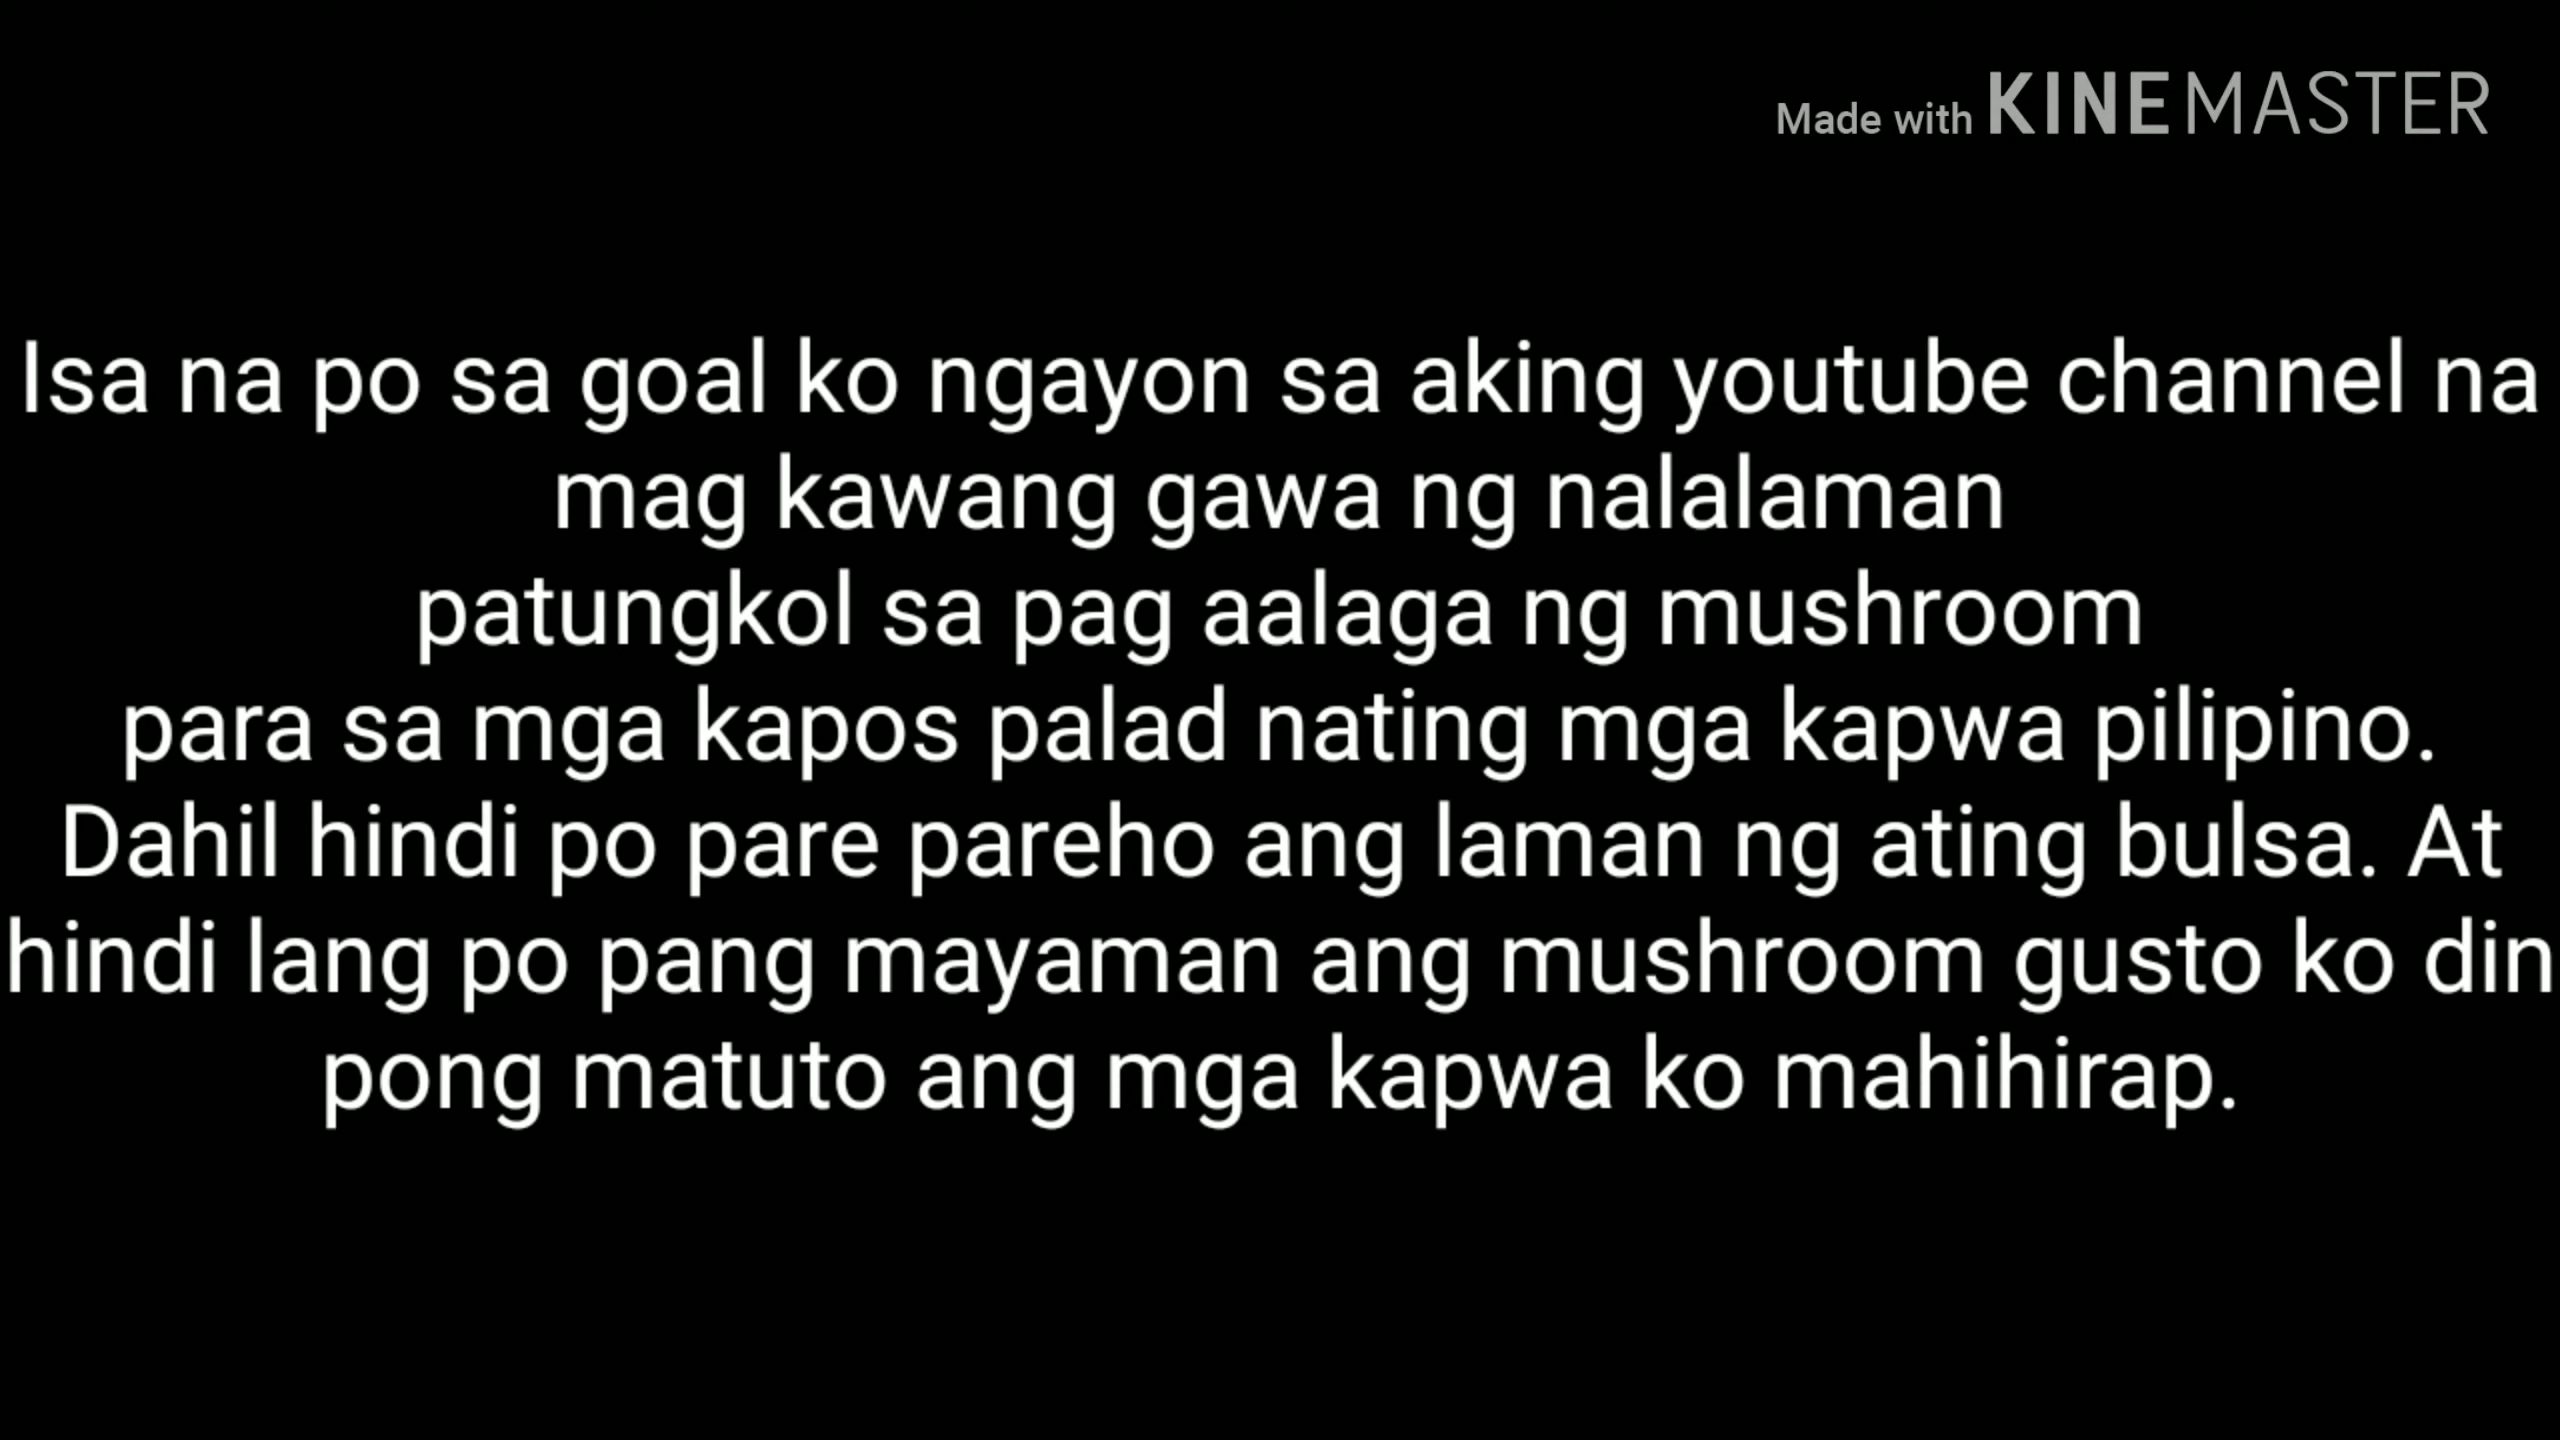 Made with KINEMASTER
Isa na po sa goal ko ngayon sa aking youtube channel na
mag kawang gawa ng nalalaman
patungkol sa pag aalaga ng mushroom
para sa mga kapos palad nating mga kapwa pilipino.
Dahil hindi po pare pareho ang laman ng ating bulsa. At
hindi lang po pang mayaman ang mushroom gusto ko din
pong matuto ang mga kapwa ko mahihirap.